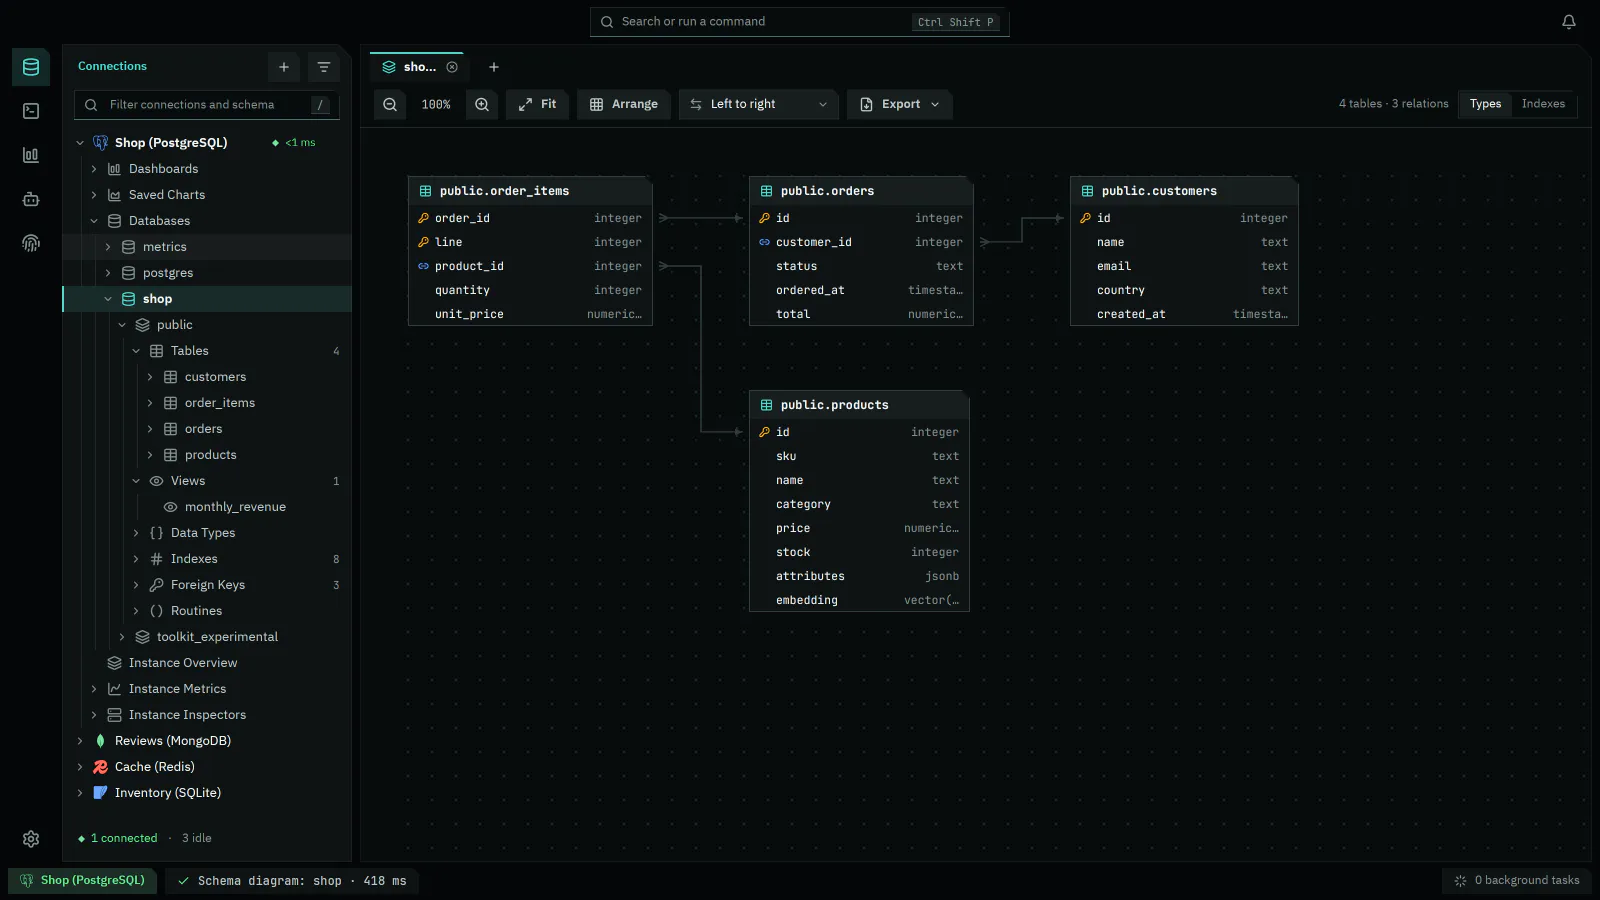 Search or run a command
Ctrl Shift P
Connections
Filter connections and schema
/
Shop (PostgreSQL)
<1 ms
Dashboards
Saved Charts
Databases
metrics
postgres
shop
public
Tables
4
customers
order_items
orders
products
Views
1
monthly_revenue
Data Types
Indexes
8
Foreign Keys
3
Routines
toolkit_experimental
Instance Overview
Instance Metrics
Instance Inspectors
Reviews (MongoDB)
Cache (Redis)
Inventory (SQLite)
1 connected · 3 idle
sho...
100%
Fit
Arrange
Left to right
Export
4 tables · 3 relations
Types
Indexes
public.order_items
order_id integer
line integer
product_id integer
quantity integer
unit_price numeric…
public.orders
id integer
customer_id integer
status text
ordered_at timesta…
total numeric…
public.customers
id integer
name text
email text
country text
created_at timesta…
public.products
id integer
sku text
name text
category text
price numeric…
stock integer
attributes jsonb
embedding vector(…
Shop (PostgreSQL)
Schema diagram: shop · 418 ms
0 background tasks